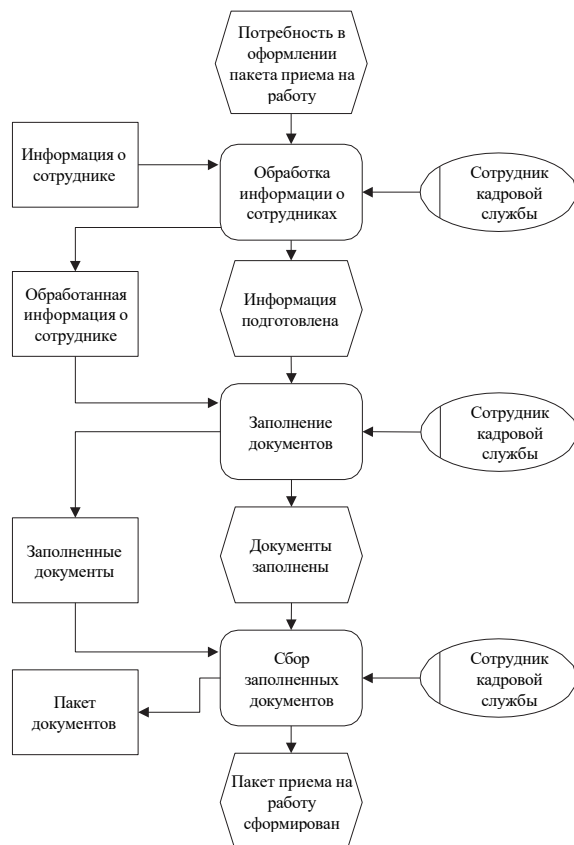 Потребность в
оформлении
пакета приема на
работу
Информация о
сотруднике
Обработка
информации о
сотрудниках
Сотрудник
кадровой
службы
Обработанная
информация о
сотруднике
Информация
подготовлена
Заполнение
документов
Сотрудник
кадровой
службы
Заполненные
документы
Документы
заполнены
Сбор
заполненных
документов
Сотрудник
кадровой
службы
Пакет
документов
Пакет приема на
работу
сформирован